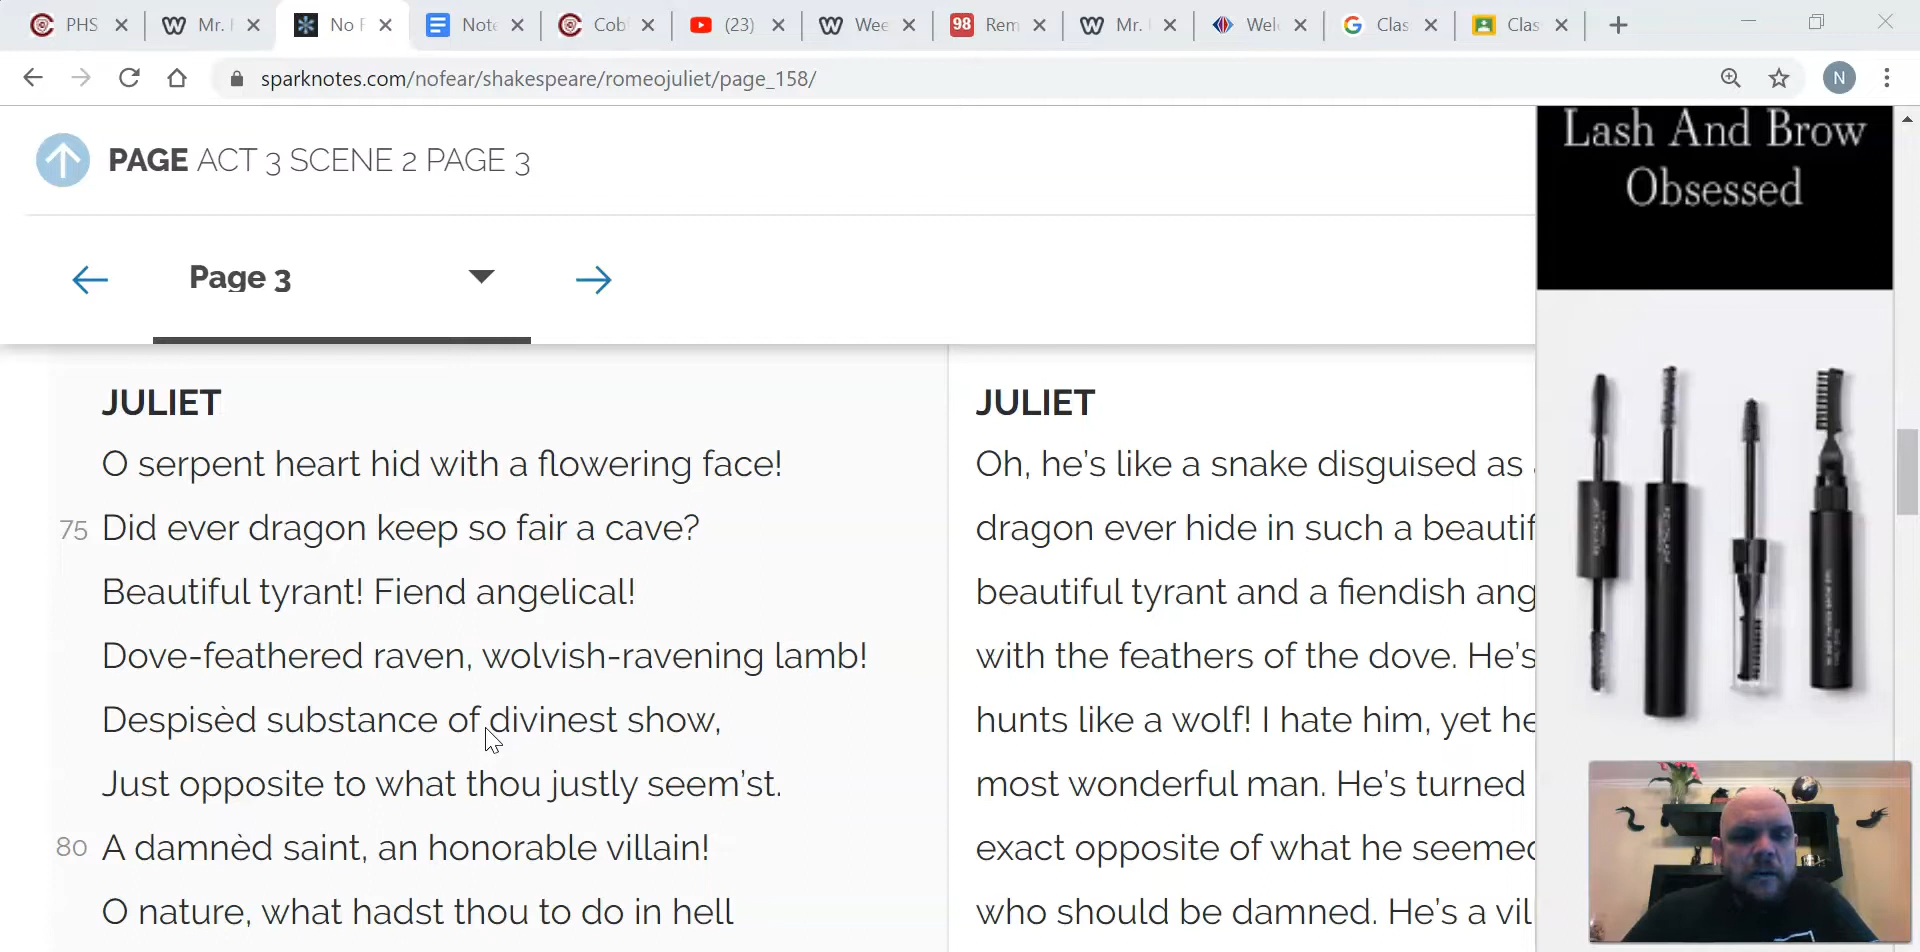 PHS
Mr.
No F
Note
Cob
(23)
Wee
98 Rem
Mr.
Wel
Clas
Clas
sparknotes.com/nofear/shakespeare/romeojuliet/page_158/
N
PAGE ACT 3 SCENE 2 PAGE 3
Page 3
JULIET
O serpent heart hid with a flowering face!
75 Did ever dragon keep so fair a cave?
Beautiful tyrant! Fiend angelical!
Dove-feathered raven, wolvish-ravening lamb!
Despisèd substance of divinest show,
Just opposite to what thou justly seem’st.
80 A damnèd saint, an honorable villain!
O nature, what hadst thou to do in hell
JULIET
Oh, he’s like a snake disguised as
dragon ever hide in such a beautif
beautiful tyrant and a fiendish ang
with the feathers of the dove. He’s
hunts like a wolf! I hate him, yet he
most wonderful man. He’s turned
exact opposite of what he seemed
who should be damned. He’s a vil
Lash And Brow
Obsessed